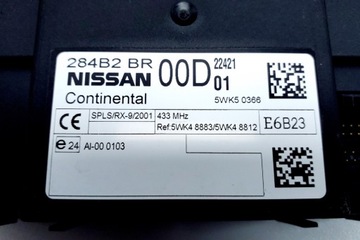 284B2 BR 00D 22421
NISSAN 01
Continental 5WK5 0366
CE SPLS/RX-9/2001 433 MHz
Ref:5WK4 8883/5WK4 8812 E6B23
e24 AI-00 0103